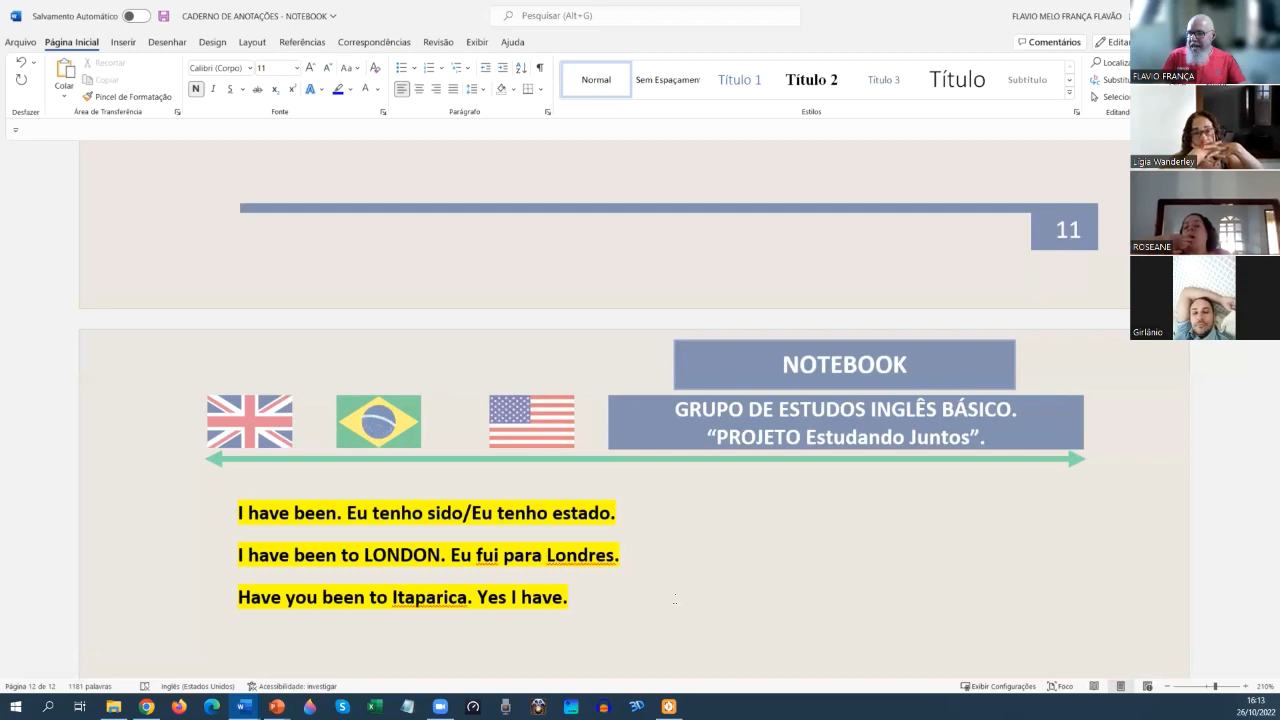 Salvamento Automático
CADERNO DE ANOTAÇÕES - NOTEBOOK
Pesquisar (Alt+G)
FLAVIO MELO FRANÇA FLAVÃO
Arquivo Página Inicial Inserir Desenhar Design Layout Referências Correspondências Revisão Exibir Ajuda
Comentários
Colar
Recortar
Copiar
Pincel de Formatação
Calibri (Corpo) 11
Normal
Sem Espaçamen
Título 1
Título 2
Título 3
Título
Subtítulo
Localiza
Substitu
Selecion
Desfazer Área de Transferência Fonte Parágrafo Estilos Editando
FLAVIO FRANÇA
Lígia Wanderley
ROSEANE
Girlânio
11
NOTEBOOK
GRUPO DE ESTUDOS INGLÊS BÁSICO.
“PROJETO Estudando Juntos”.
I have been. Eu tenho sido/Eu tenho estado.
I have been to LONDON. Eu fui para Londres.
Have you been to Itaparica. Yes I have.
Página 12 de 12 1181 palavras Inglês (Estados Unidos) Acessibilidade: investigar Exibir Configurações Foco 210%
16:13
26/10/2022